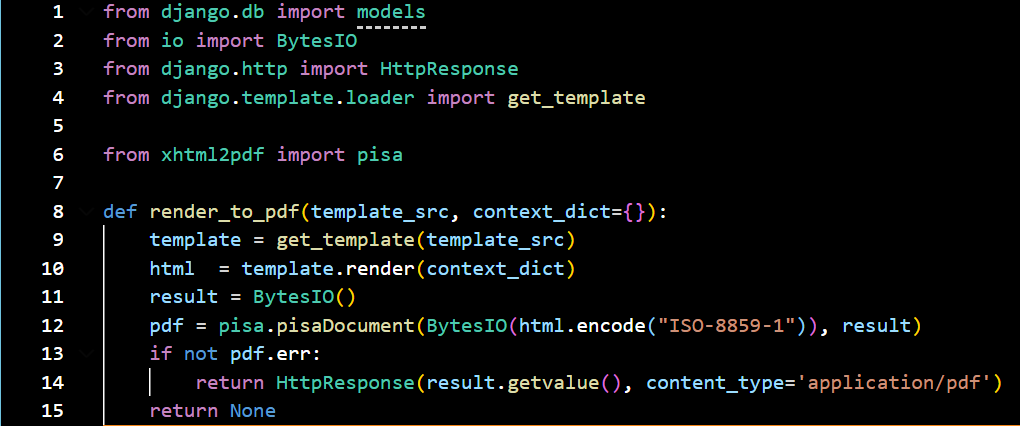 1 from django.db import models
2 from io import BytesIO
3 from django.http import HttpResponse
4 from django.template.loader import get_template
5
6 from xhtml2pdf import pisa
7
8 def render_to_pdf(template_src, context_dict={}):
9     template = get_template(template_src)
10     html  = template.render(context_dict)
11     result = BytesIO()
12     pdf = pisa.pisaDocument(BytesIO(html.encode("ISO-8859-1")), result)
13     if not pdf.err:
14         return HttpResponse(result.getvalue(), content_type='application/pdf')
15     return None